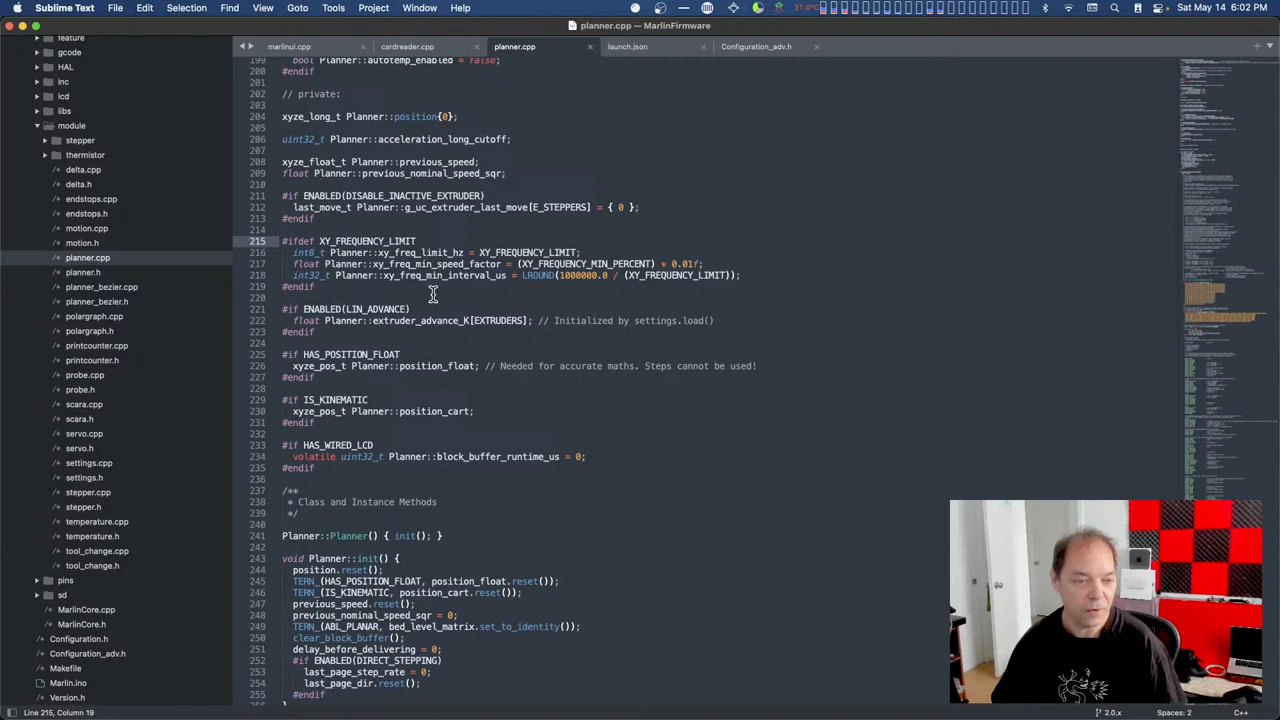 Sublime Text File Edit Selection Find View Goto Tools Project Window Help 31.0°C Sat May 14 6:02 PM
planner.cpp — MarlinFirmware
marlinui.cpp cardreader.cpp planner.cpp launch.json Configuration_adv.h
feature
gcode
HAL
inc
lcd
libs
module
stepper
thermistor
delta.cpp
delta.h
endstops.cpp
endstops.h
motion.cpp
motion.h
planner.cpp
planner.h
planner_bezier.cpp
planner_bezier.h
polargraph.cpp
polargraph.h
printcounter.cpp
printcounter.h
probe.cpp
probe.h
scara.cpp
scara.h
servo.cpp
servo.h
settings.cpp
settings.h
stepper.cpp
stepper.h
temperature.cpp
temperature.h
tool_change.cpp
tool_change.h
pins
sd
MarlinCore.cpp
MarlinCore.h
Configuration.h
Configuration_adv.h
Makefile
Marlin.ino
Version.h
199 bool Planner::autotemp_enabled = false;
200 #endif
201
202 // private:
203
204 xyze_long_t Planner::position{0};
205
206 uint32_t Planner::acceleration_long_cutoff;
207
208 xyze_float_t Planner::previous_speed;
209 float Planner::previous_nominal_speed_sqr;
210
211 #if ENABLED(DISABLE_INACTIVE_EXTRUDER)
212 last_move_t Planner::g_uc_extruder_last_move[E_STEPPERS] = { 0 };
213 #endif
214
215 #ifdef XY_FREQUENCY_LIMIT
216 int8_t Planner::xy_freq_limit_hz = XY_FREQUENCY_LIMIT;
217 float Planner::xy_freq_min_speed_factor = (XY_FREQUENCY_MIN_PERCENT) * 0.01f;
218 int32_t Planner::xy_freq_min_interval_us = LROUND(1000000.0 / (XY_FREQUENCY_LIMIT));
219 #endif
220
221 #if ENABLED(LIN_ADVANCE)
222 float Planner::extruder_advance_K[EXTRUDERS]; // Initialized by settings.load()
223 #endif
224
225 #if HAS_POSITION_FLOAT
226 xyze_pos_t Planner::position_float; // Needed for accurate maths. Steps cannot be used!
227 #endif
228
229 #if IS_KINEMATIC
230 xyze_pos_t Planner::position_cart;
231 #endif
232
233 #if HAS_WIRED_LCD
234 volatile uint32_t Planner::block_buffer_runtime_us = 0;
235 #endif
236
237 /**
238 * Class and Instance Methods
239 */
240
241 Planner::Planner() { init(); }
242
243 void Planner::init() {
244 position.reset();
245 TERN_(HAS_POSITION_FLOAT, position_float.reset());
246 TERN_(IS_KINEMATIC, position_cart.reset());
247 previous_speed.reset();
248 previous_nominal_speed_sqr = 0;
249 TERN_(ABL_PLANAR, bed_level_matrix.set_to_identity());
250 clear_block_buffer();
251 delay_before_delivering = 0;
252 #if ENABLED(DIRECT_STEPPING)
253 last_page_step_rate = 0;
254 last_page_dir.reset();
255 #endif
256 }
Line 215, Column 19 2.0.x Spaces: 2 C++